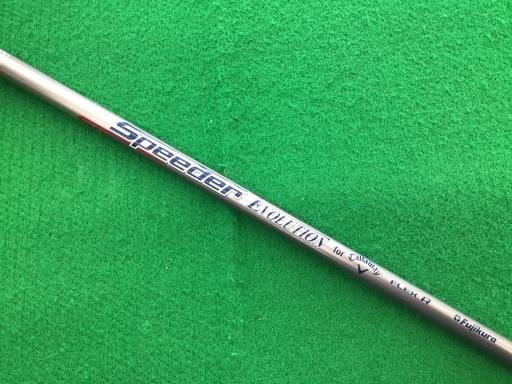 Speeder EVOLUTION for Callaway FLEX-R Fujikura